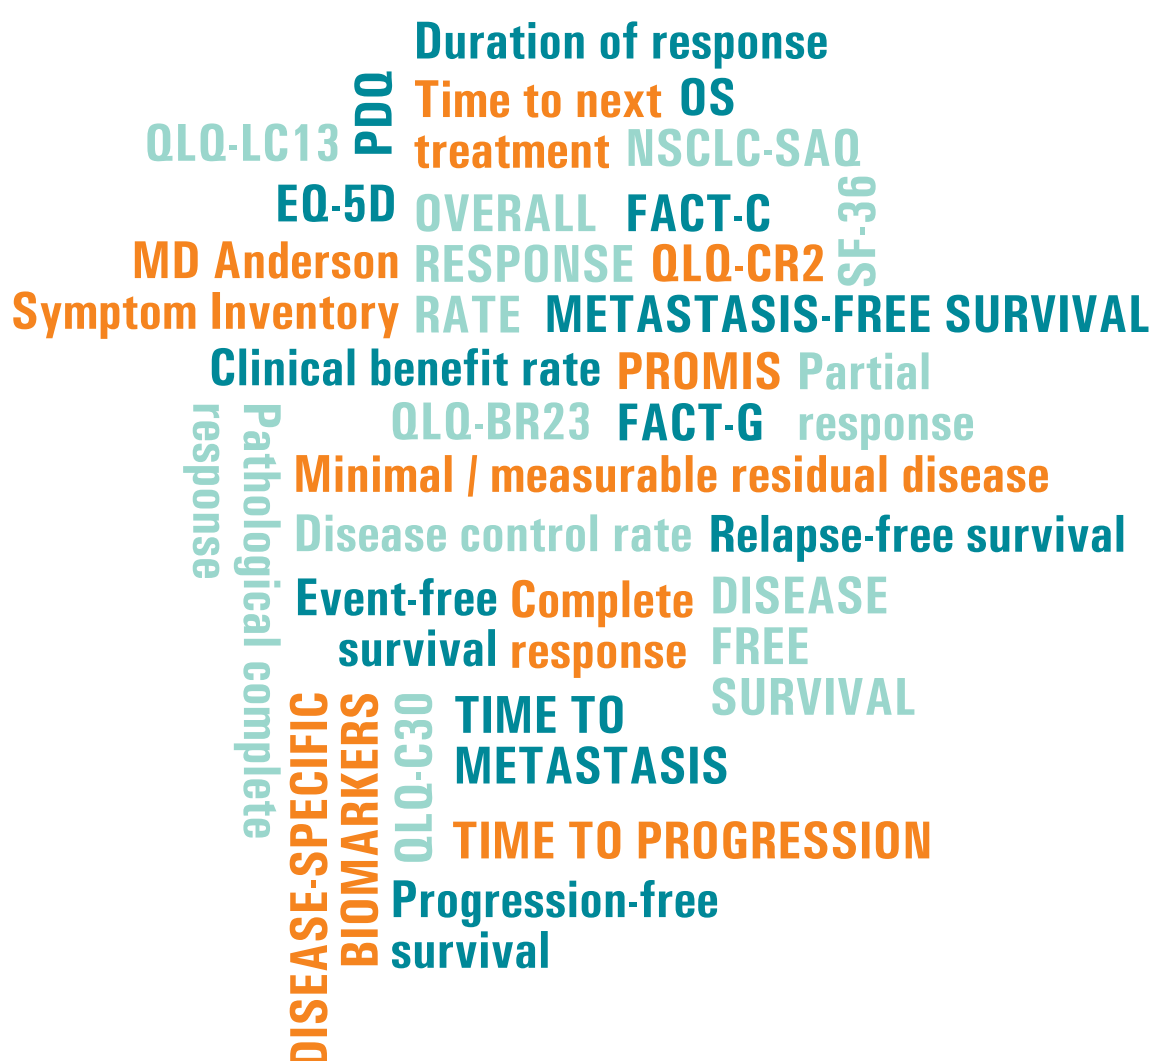 Duration of response
PDQ
Time to next
treatment
OS
QLQ-LC13
NSCLC-SAQ
EQ-5D
OVERALL
RESPONSE
RATE
FACT-C
SF-36
MD Anderson
Symptom Inventory
QLQ-CR2
METASTASIS-FREE SURVIVAL
Clinical benefit rate
PROMIS
Partial
response
QLQ-BR23
FACT-G
Pathological complete
response
Minimal / measurable residual disease
Disease control rate
Relapse-free survival
Event-free
survival
Complete
response
DISEASE
FREE
SURVIVAL
DISEASE-SPECIFIC
BIOMARKERS
QLQ-C30
TIME TO
METASTASIS
TIME TO PROGRESSION
Progression-free
survival